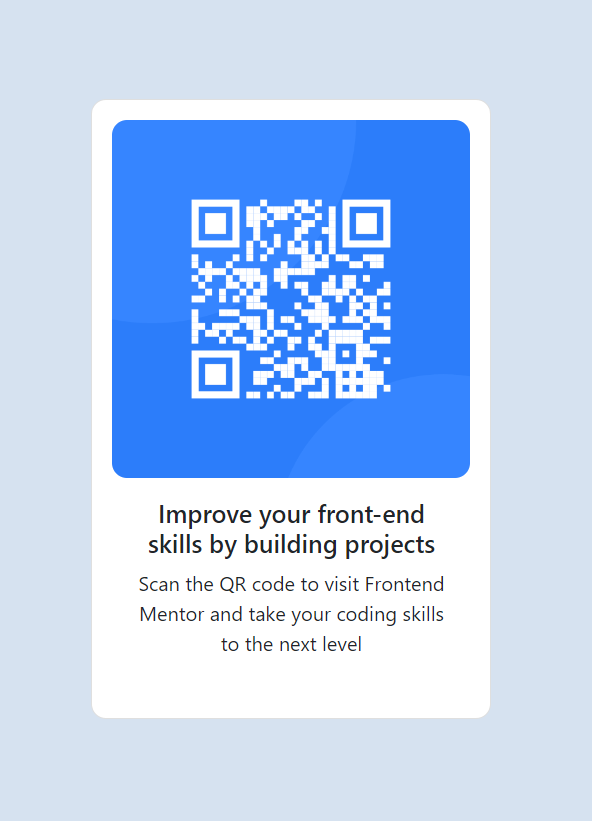 Improve your front-end
skills by building projects
Scan the QR code to visit Frontend
Mentor and take your coding skills
to the next level